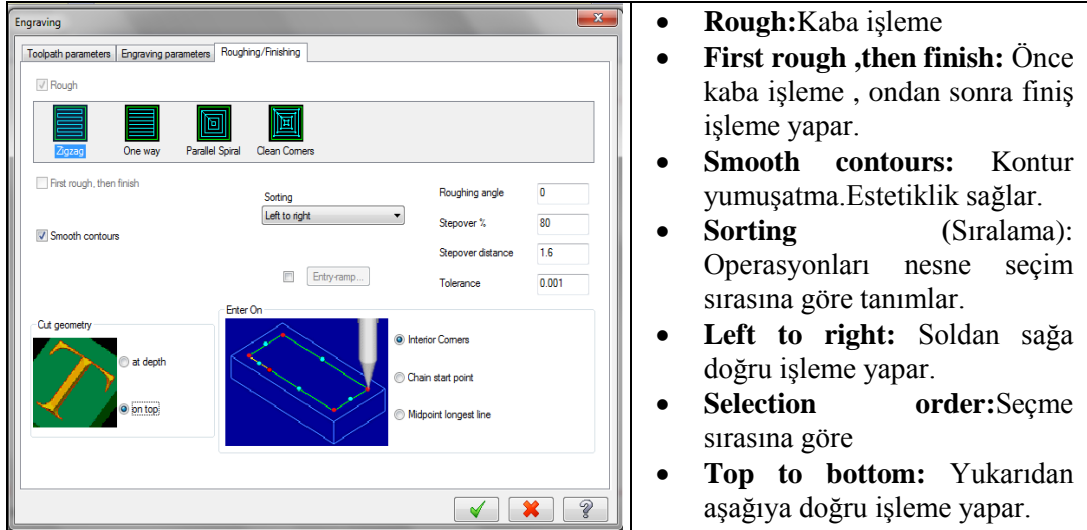 Engraving
Toolpath parameters Engraving parameters Roughing/Finishing
Rough
Zigzag One way Parallel Spiral Clean Corners
First rough, then finish
Sorting
Left to right
Roughing angle 0
Stepover % 80
Smooth contours
Stepover distance 1.6
Entry-ramp...
Tolerance 0.001
Cut geometry
at depth
on top
Enter On
Interior Corners
Chain start point
Midpoint longest line
• Rough:Kaba işleme
• First rough ,then finish: Önce
kaba işleme , ondan sonra finiş
işleme yapar.
• Smooth contours: Kontur
yumuşatma.Estetiklik sağlar.
• Sorting (Sıralama):
Operasyonları nesne seçim
sırasına göre tanımlar.
• Left to right: Soldan sağa
doğru işleme yapar.
• Selection order:Seçme
sırasına göre
• Top to bottom: Yukarıdan
aşağıya doğru işleme yapar.